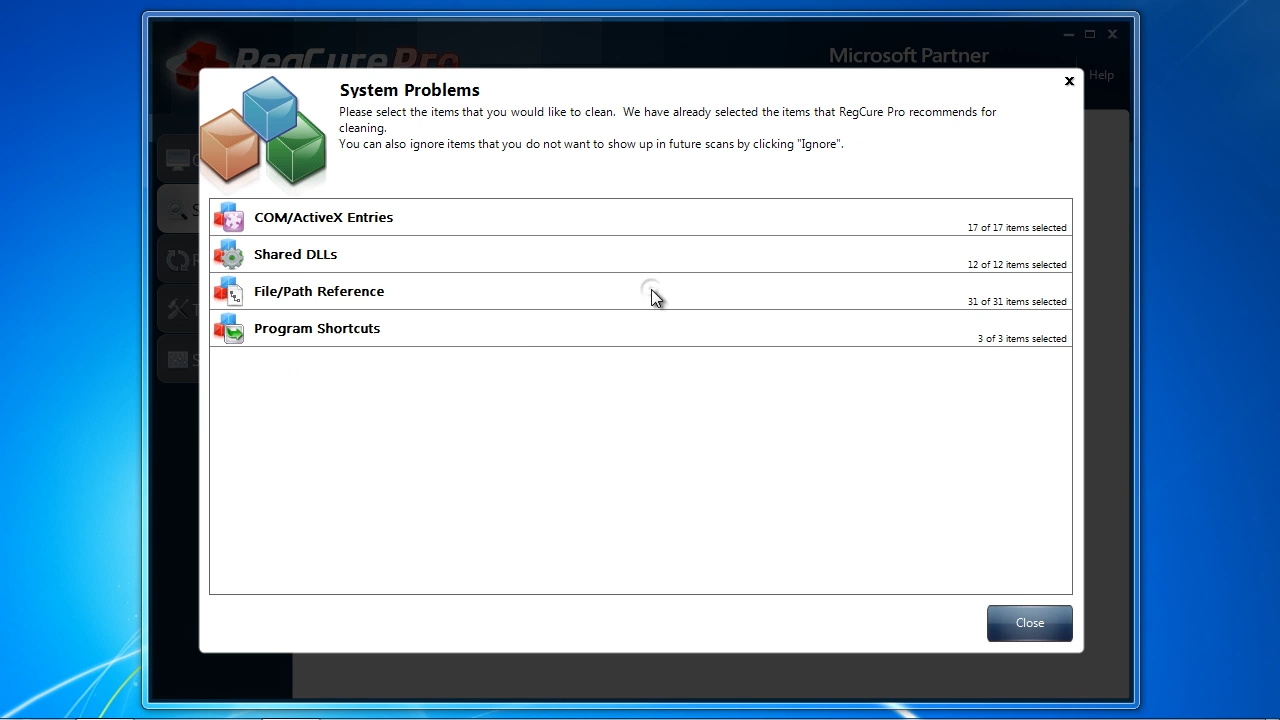 RegCure Pro
Microsoft Partner
Help
System Problems
Please select the items that you would like to clean.  We have already selected the items that RegCure Pro recommends for
cleaning.
You can also ignore items that you do not want to show up in future scans by clicking "Ignore".
COM/ActiveX Entries
17 of 17 items selected
Shared DLLs
12 of 12 items selected
File/Path Reference
31 of 31 items selected
Program Shortcuts
3 of 3 items selected
Close